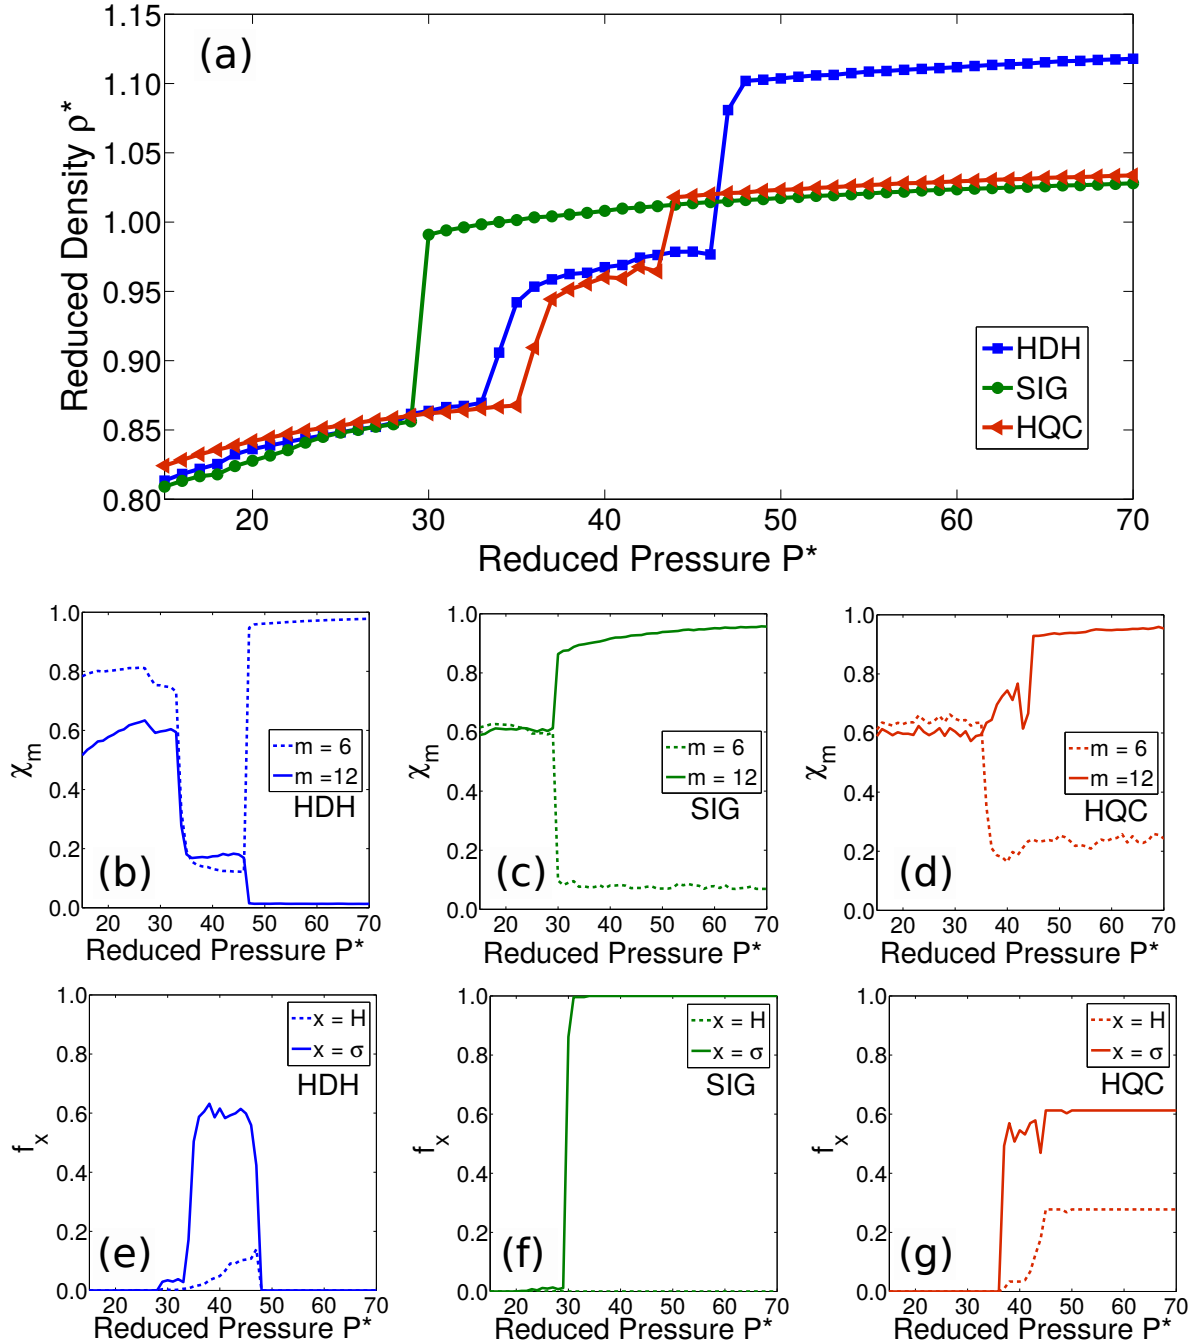 (a)
Reduced Density ρ*
1.15
1.10
1.05
1.00
0.95
0.90
0.85
0.80
20 30 40 50 60 70
Reduced Pressure P*
HDH
SIG
HQC
χm
1.0
0.8
0.6
0.4
0.2
0.0
20 30 40 50 60 70
Reduced Pressure P*
m = 6
m =12
HDH
(b)
χm
1.0
0.8
0.6
0.4
0.2
0.0
20 30 40 50 60 70
Reduced Pressure P*
m = 6
m = 12
SIG
(c)
χm
1.0
0.8
0.6
0.4
0.2
0.0
20 30 40 50 60 70
Reduced Pressure P*
m = 6
m =12
HQC
(d)
fx
1.0
0.8
0.6
0.4
0.2
0.0
20 30 40 50 60 70
Reduced Pressure P*
x = H
x = σ
HDH
(e)
fx
1.0
0.8
0.6
0.4
0.2
0.0
20 30 40 50 60 70
Reduced Pressure P*
x = H
x = σ
SIG
(f)
fx
1.0
0.8
0.6
0.4
0.2
0.0
20 30 40 50 60 70
Reduced Pressure P*
x = H
x = σ
HQC
(g)